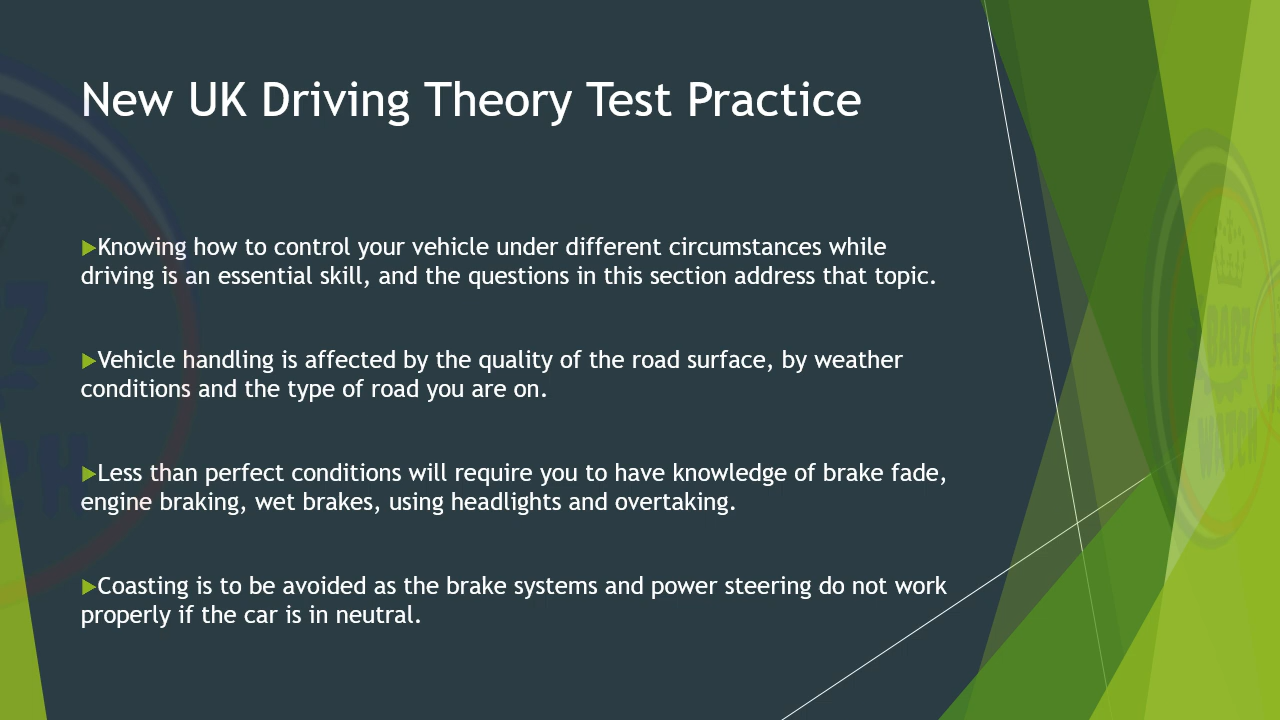 New UK Driving Theory Test Practice
Knowing how to control your vehicle under different circumstances while
driving is an essential skill, and the questions in this section address that topic.
Vehicle handling is affected by the quality of the road surface, by weather
conditions and the type of road you are on.
Less than perfect conditions will require you to have knowledge of brake fade,
engine braking, wet brakes, using headlights and overtaking.
Coasting is to be avoided as the brake systems and power steering do not work
properly if the car is in neutral.
WATCH